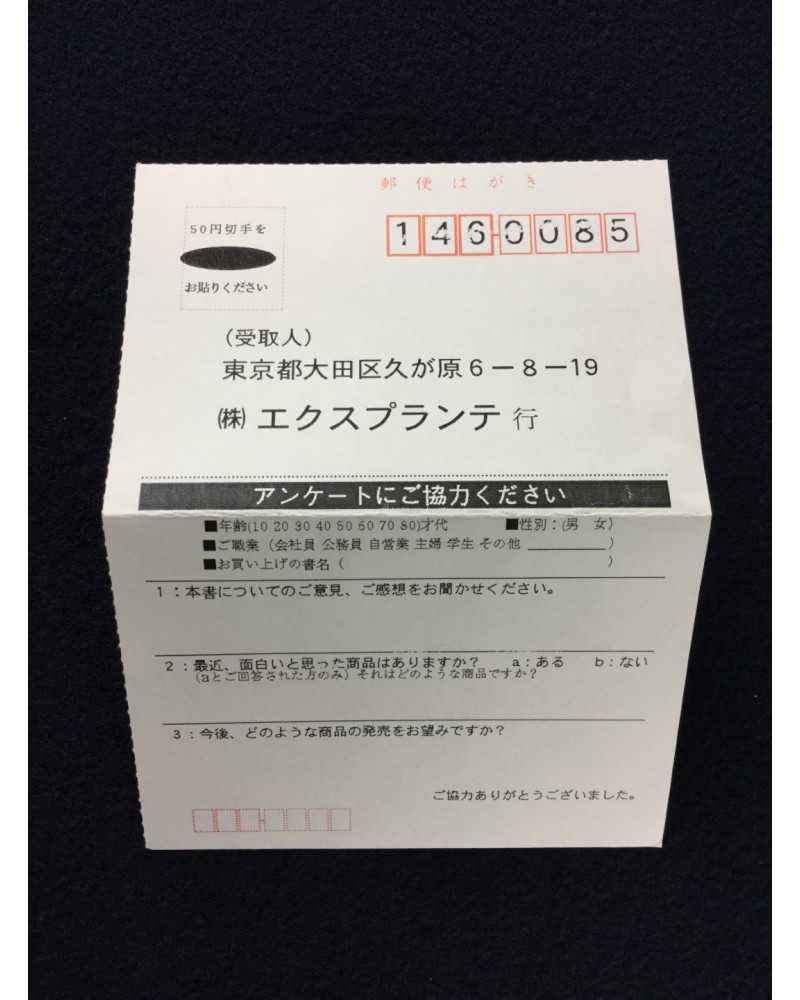 郵便はがき
50円切手を
お貼りください
146-0085
(受取人)
東京都大田区久が原6－8－19
㈱ エクスプランテ 行
アンケートにご協力ください
■年齢(10 20 30 40 50 60 70 80)才代 ■性別：(男 女)
■ご職業（会社員 公務員 自営業 主婦 学生 その他 ________）
■お買い上げの書名（ ）
1：本書についてのご意見、ご感想をお聞かせください。
2：最近、面白いと思った商品はありますか？ a：ある b：ない
（aとご回答された方のみ）それはどのような商品ですか？
3：今後、どのような商品の発売をお望みですか？
ご協力ありがとうございました。